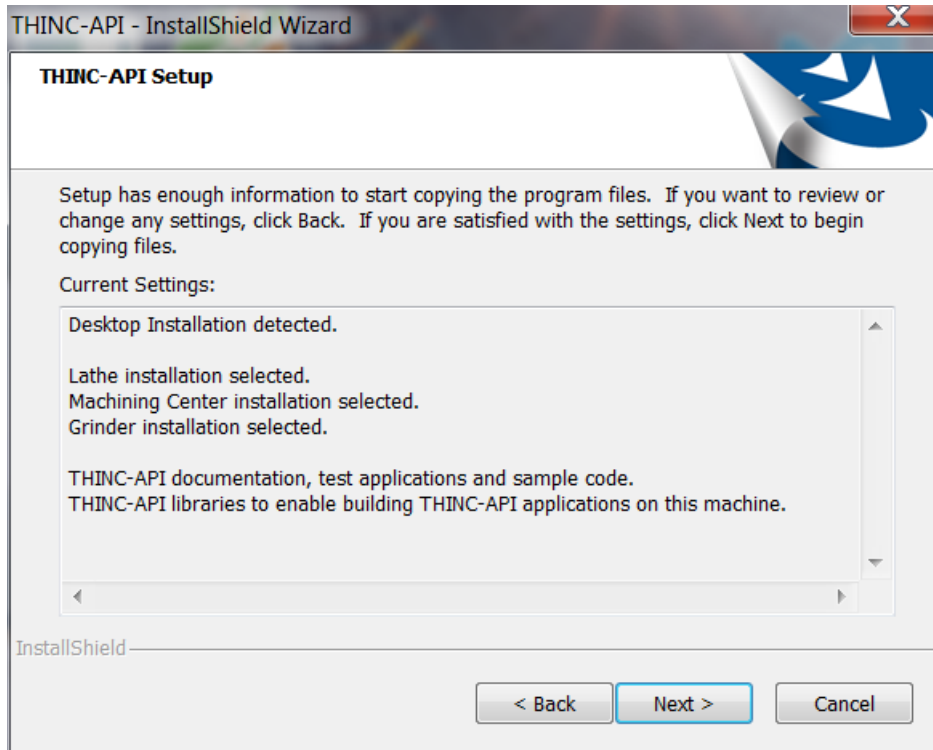 THINC-API - InstallShield Wizard
X
THINC-API Setup
Setup has enough information to start copying the program files.  If you want to review or
change any settings, click Back.  If you are satisfied with the settings, click Next to begin
copying files.
Current Settings:
Desktop Installation detected.
Lathe installation selected.
Machining Center installation selected.
Grinder installation selected.
THINC-API documentation, test applications and sample code.
THINC-API libraries to enable building THINC-API applications on this machine.
InstallShield
< Back
Next >
Cancel